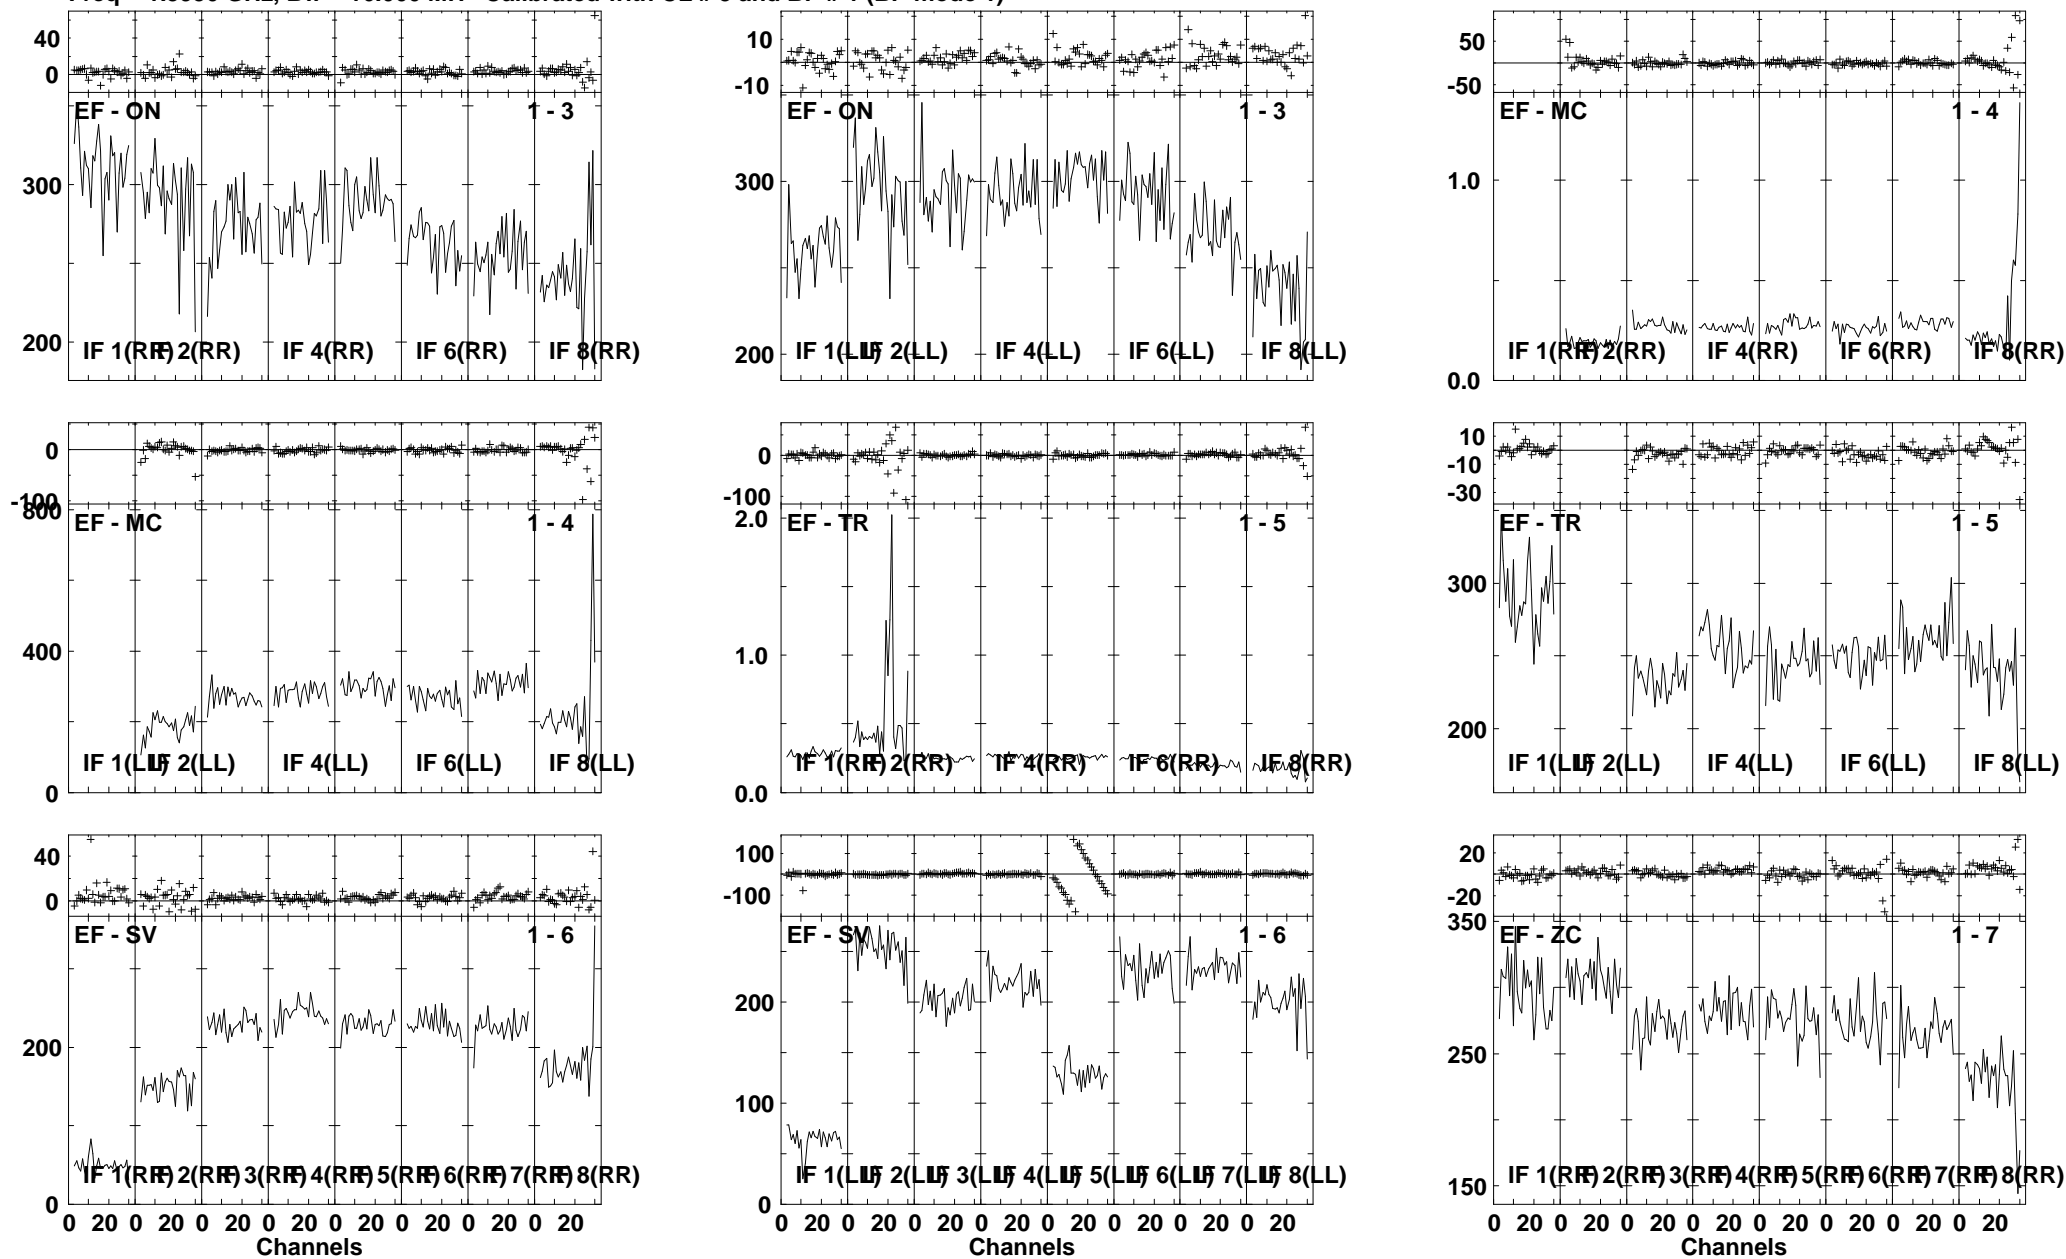 40
0
EF - ON
1 - 3
300
200
IF 1(RR)
IF 2(RR)
IF 4(RR)
IF 6(RR)
IF 8(RR)
10
-10
EF - ON
1 - 3
300
200
IF 1(LL)
IF 2(LL)
IF 4(LL)
IF 6(LL)
IF 8(LL)
50
-50
EF - MC
1 - 4
1.0
0.0
IF 1(RR)
IF 2(RR)
IF 4(RR)
IF 6(RR)
IF 8(RR)
0
-100
800
EF - MC
1 - 4
400
0
IF 1(LL)
IF 2(LL)
IF 4(LL)
IF 6(LL)
IF 8(LL)
0
-100
2.0
EF - TR
1 - 5
1.0
0.0
IF 1(RR)
IF 2(RR)
IF 4(RR)
IF 6(RR)
IF 8(RR)
10
-10
-30
EF - TR
1 - 5
300
200
IF 1(LL)
IF 2(LL)
IF 4(LL)
IF 6(LL)
IF 8(LL)
40
0
EF - SV
1 - 6
200
0
IF 1(RR)
IF 2(RR)
IF 3(RR)
IF 4(RR)
IF 5(RR)
IF 6(RR)
IF 7(RR)
IF 8(RR)
0 20 0 20 0 20 0 20 0 20 0 20 0 20 0 20
Channels
100
-100
EF - SV
1 - 6
200
100
0
IF 1(LL)
IF 2(LL)
IF 3(LL)
IF 4(LL)
IF 5(LL)
IF 6(LL)
IF 7(LL)
IF 8(LL)
0 20 0 20 0 20 0 20 0 20 0 20 0 20 0 20
20
-20
350
EF - ZC
1 - 7
250
150
IF 1(RR)
IF 2(RR)
IF 3(RR)
IF 4(RR)
IF 5(RR)
IF 6(RR)
IF 7(RR)
IF 8(RR)
0 20 0 20 0 20 0 20 0 20 0 20 0 20 0 20
Channels